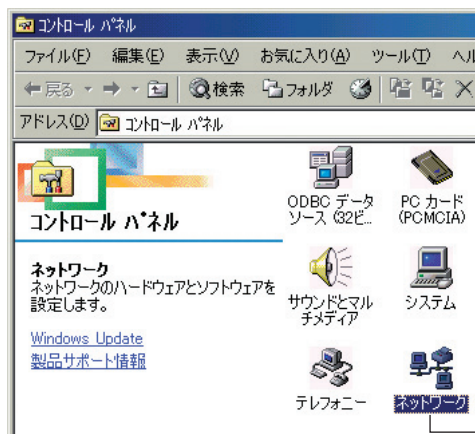 コントロール パネル
ファイル(F) 編集(E) 表示(V) お気に入り(A) ツール(T) ヘル
戻る 検索 フォルダ
アドレス(D) コントロール パネル
コントロール パネル
ネットワーク
ネットワークのハードウェアとソフトウェアを
設定します。
Windows Update
製品サポート情報
ODBC データ
ソース (32ビ...
PC カード
(PCMCIA)
サウンドとマル
チメディア
システム
テレフォニー
ネットワーク